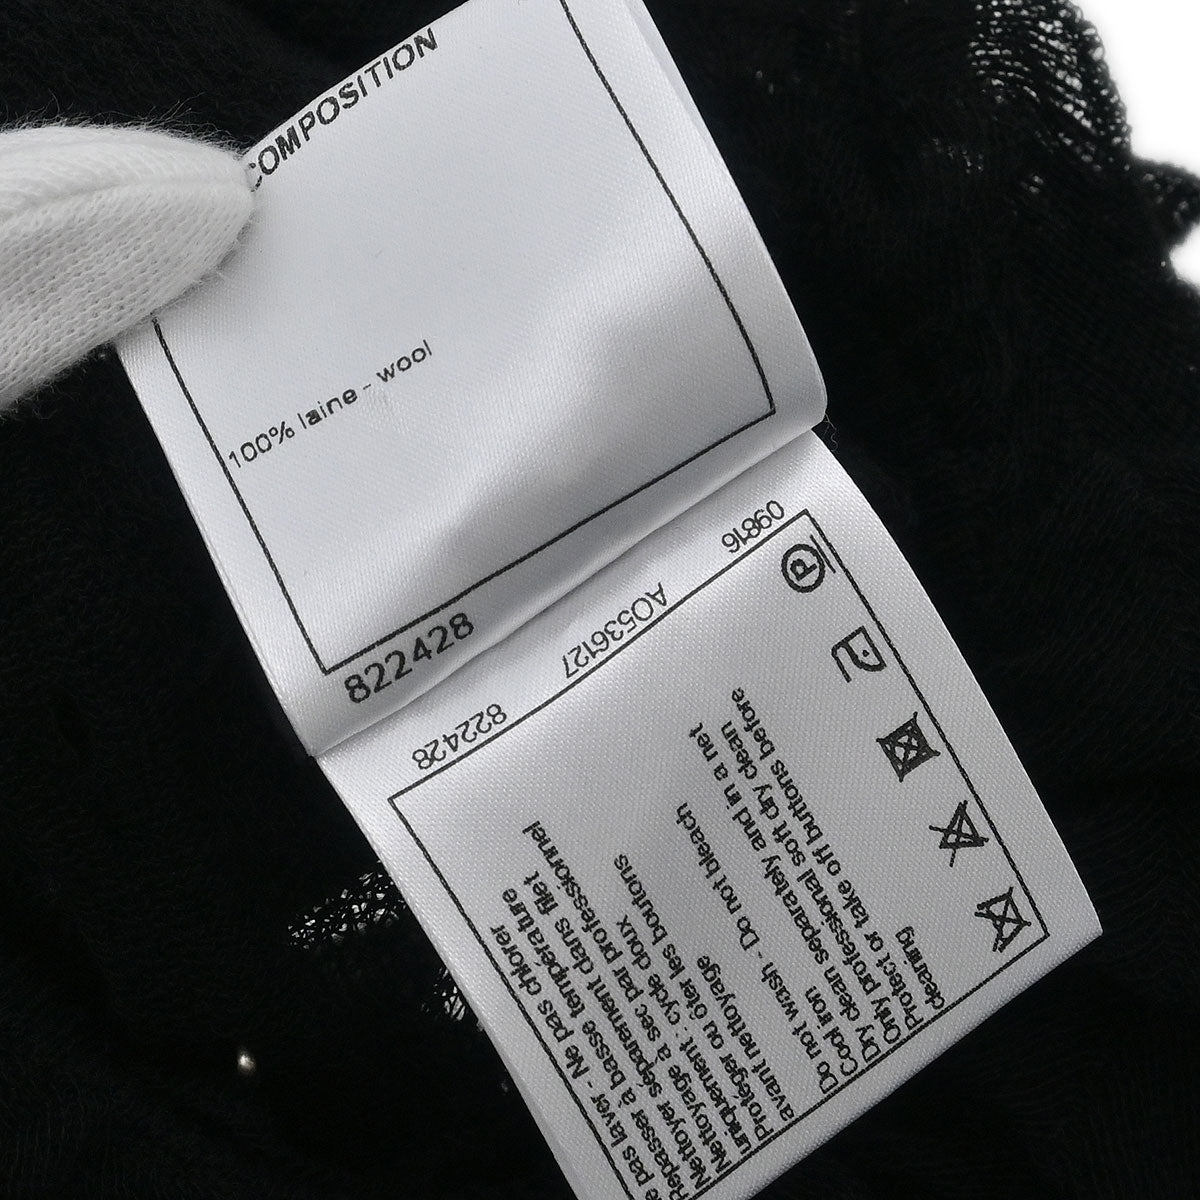 COMPOSITION
100% laine - wool
822428
822428 AO536127 09816
P
Ne pas laver - Ne pas chlorer
Repasser à basse température
Nettoyer séparément dans filet
Nettoyage à sec par professionnel
uniquement : cycle doux
Protéger ou ôter les boutons
avant nettoyage
Do not wash - Do not bleach
Cool iron
Dry clean separately and in a net
Only professional soft dry clean
Protect or take off buttons before
cleaning